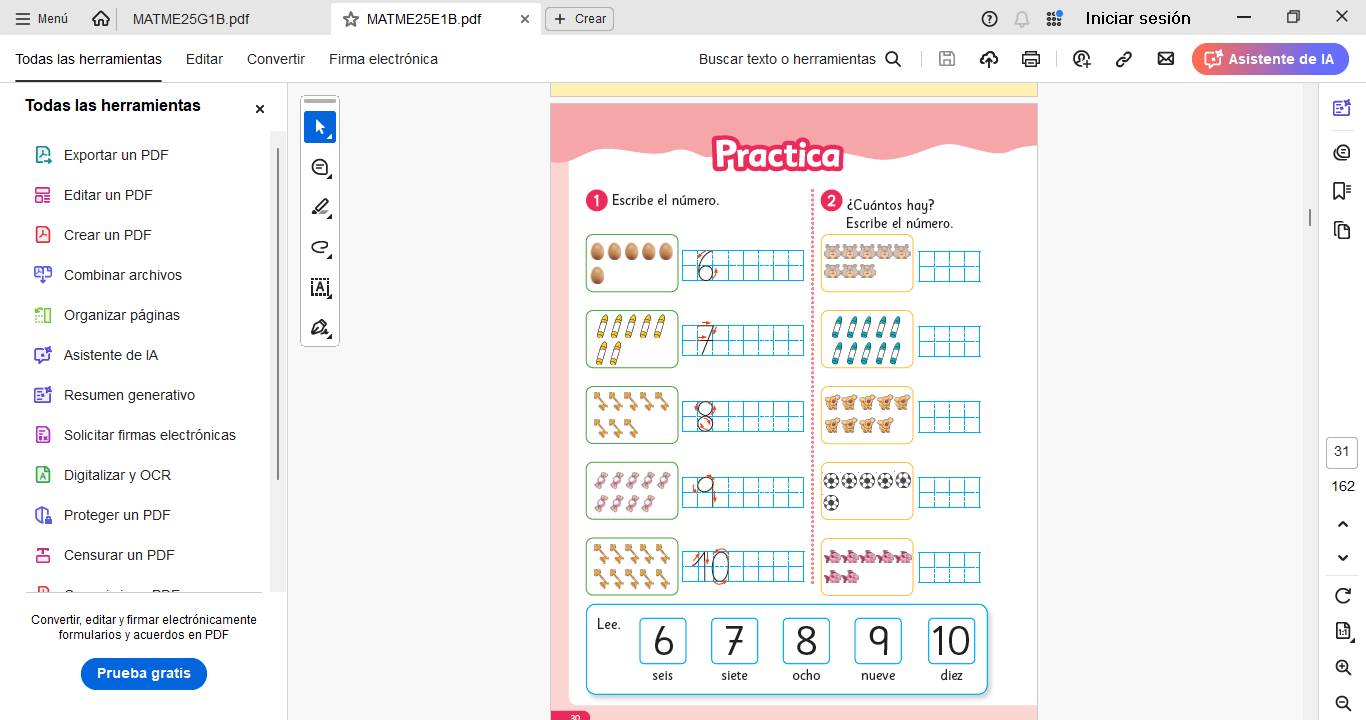 Menú
MATME25G1B.pdf
MATME25E1B.pdf
Crear
Iniciar sesión
Todas las herramientas
Editar
Convertir
Firma electrónica
Buscar texto o herramientas
Asistente de IA
Todas las herramientas
Exportar un PDF
Editar un PDF
Crear un PDF
Combinar archivos
Organizar páginas
Asistente de IA
Resumen generativo
Solicitar firmas electrónicas
Digitalizar y OCR
Proteger un PDF
Censurar un PDF
Convertir, editar y firmar electrónicamente
formularios y acuerdos en PDF
Prueba gratis
Practica
1 Escribe el número.
6
7
8
9
10
2 ¿Cuántos hay?
Escribe el número.
Lee.
6 7 8 9 10
seis siete ocho nueve diez
30
31
162
1:1